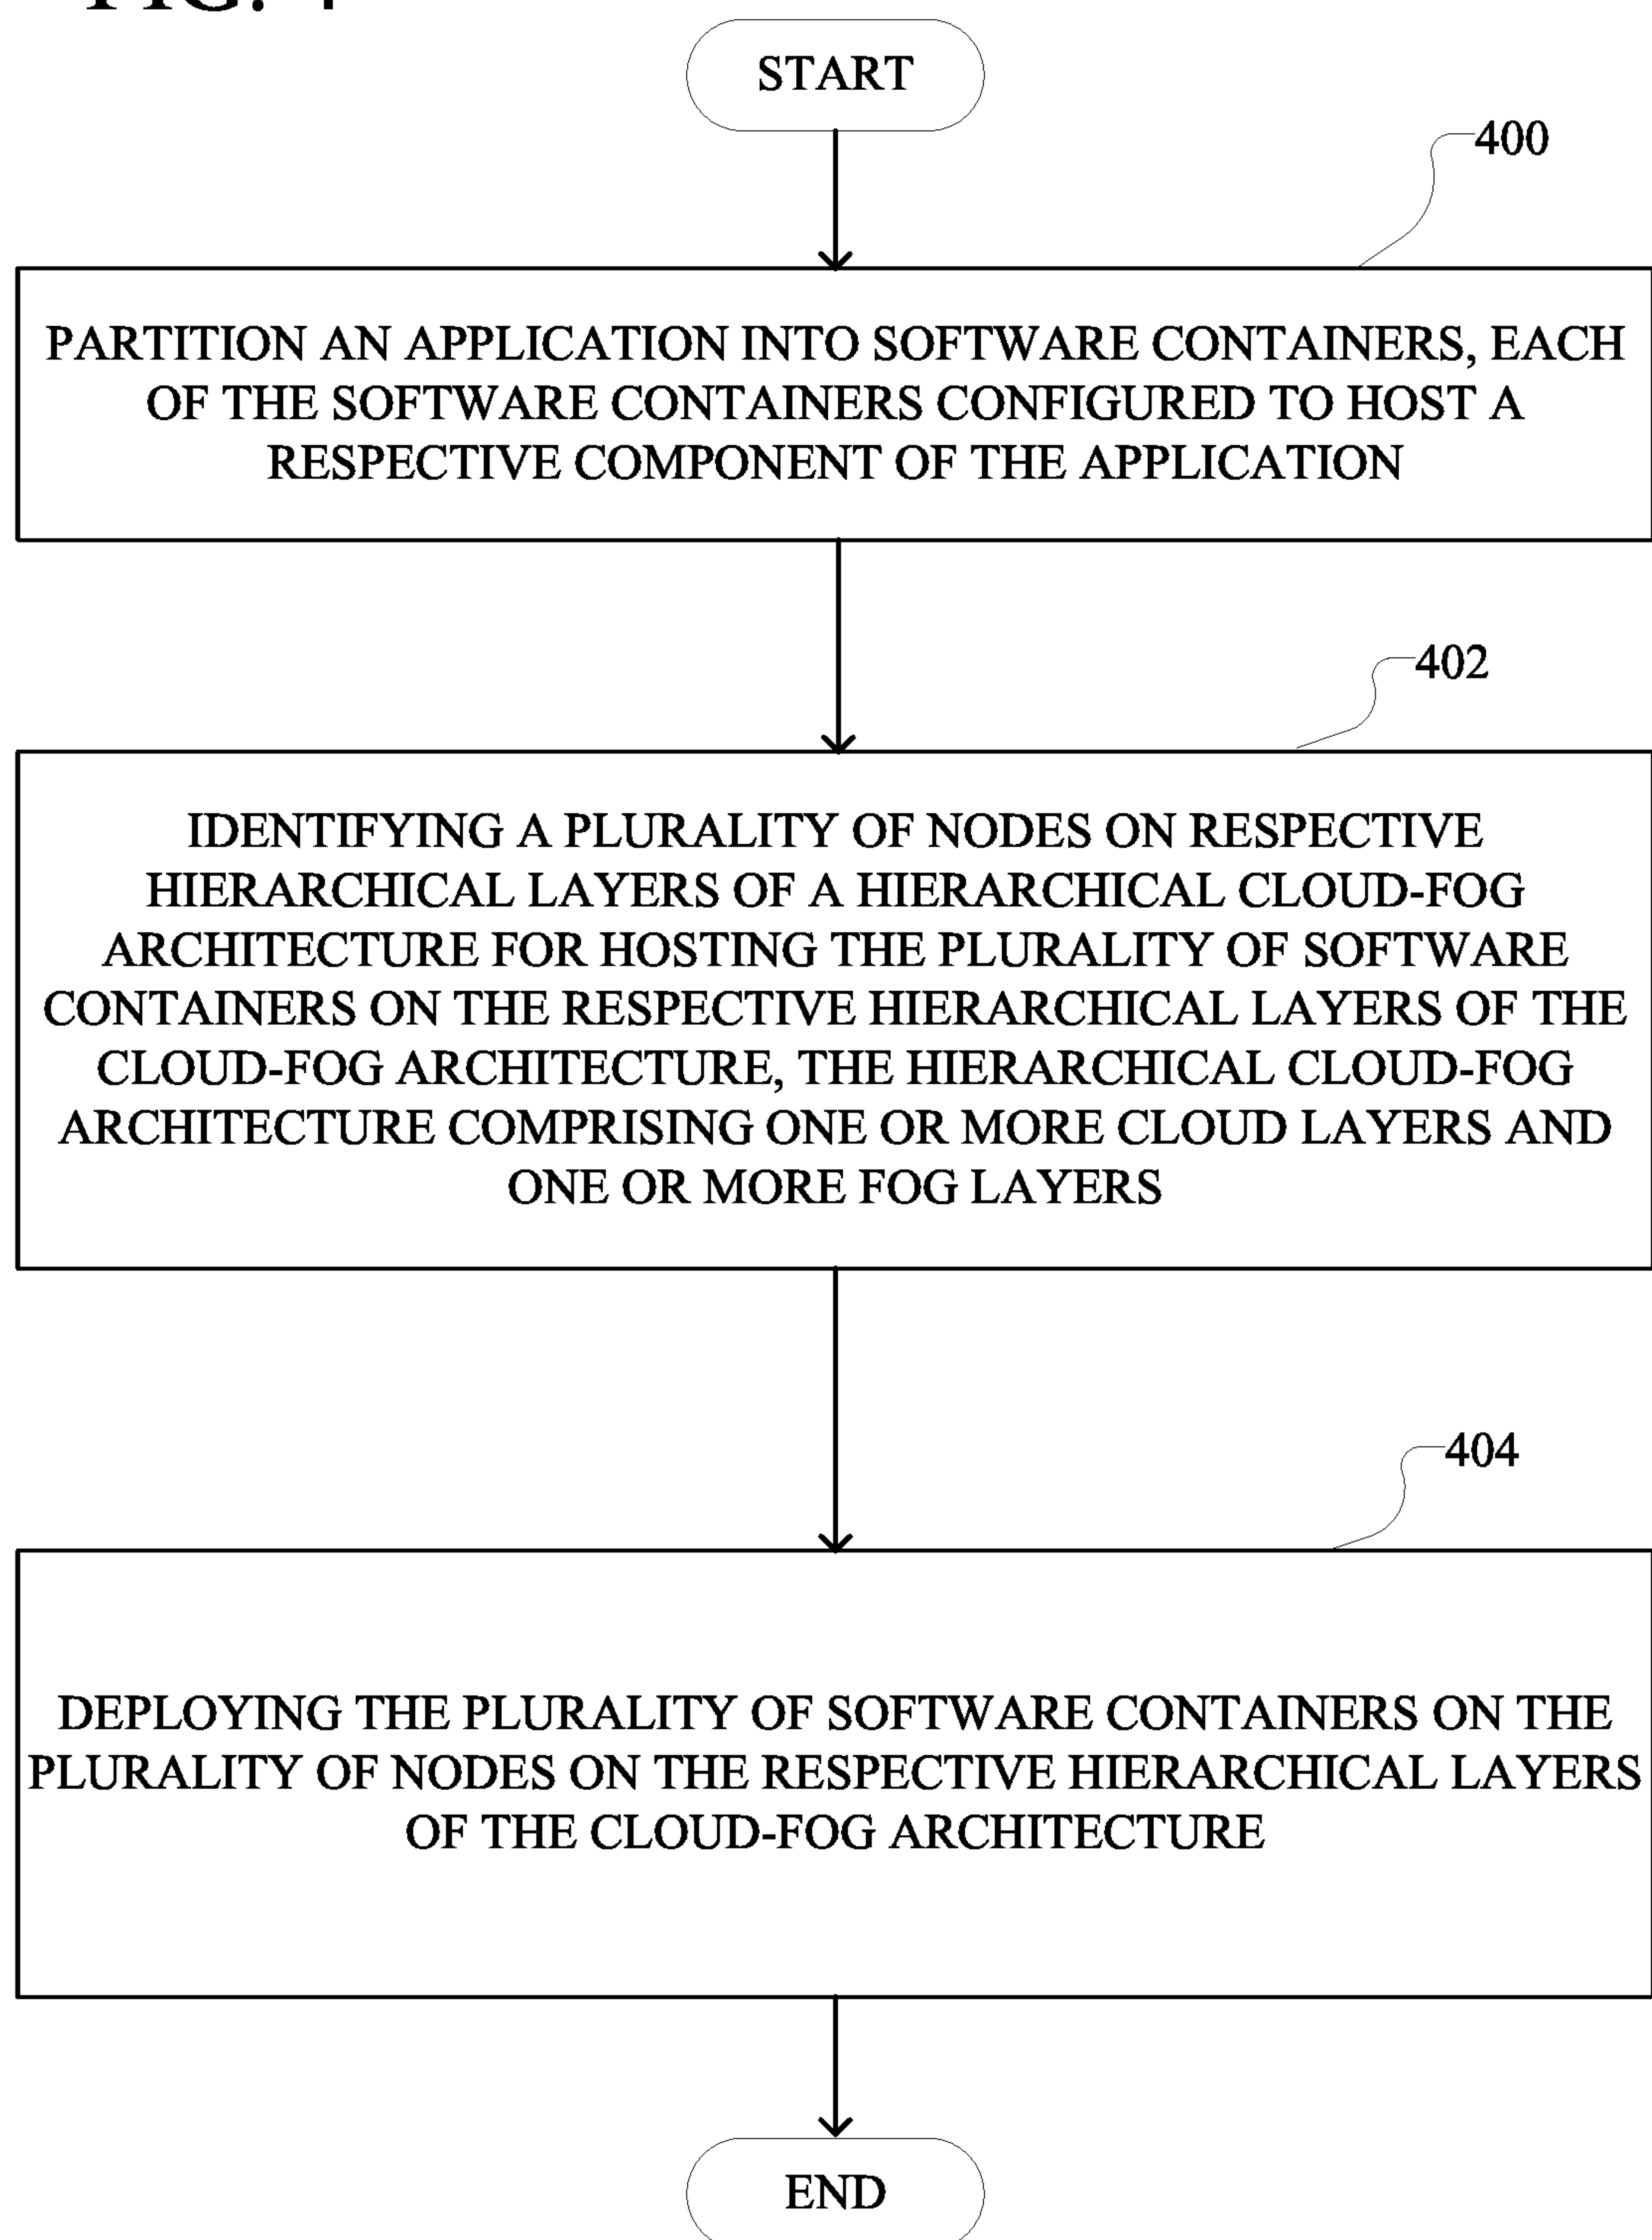 FIG. 4
START
400
PARTITION AN APPLICATION INTO SOFTWARE CONTAINERS, EACH
OF THE SOFTWARE CONTAINERS CONFIGURED TO HOST A
RESPECTIVE COMPONENT OF THE APPLICATION
402
IDENTIFYING A PLURALITY OF NODES ON RESPECTIVE
HIERARCHICAL LAYERS OF A HIERARCHICAL CLOUD-FOG
ARCHITECTURE FOR HOSTING THE PLURALITY OF SOFTWARE
CONTAINERS ON THE RESPECTIVE HIERARCHICAL LAYERS OF THE
CLOUD-FOG ARCHITECTURE, THE HIERARCHICAL CLOUD-FOG
ARCHITECTURE COMPRISING ONE OR MORE CLOUD LAYERS AND
ONE OR MORE FOG LAYERS
404
DEPLOYING THE PLURALITY OF SOFTWARE CONTAINERS ON THE
PLURALITY OF NODES ON THE RESPECTIVE HIERARCHICAL LAYERS
OF THE CLOUD-FOG ARCHITECTURE
END